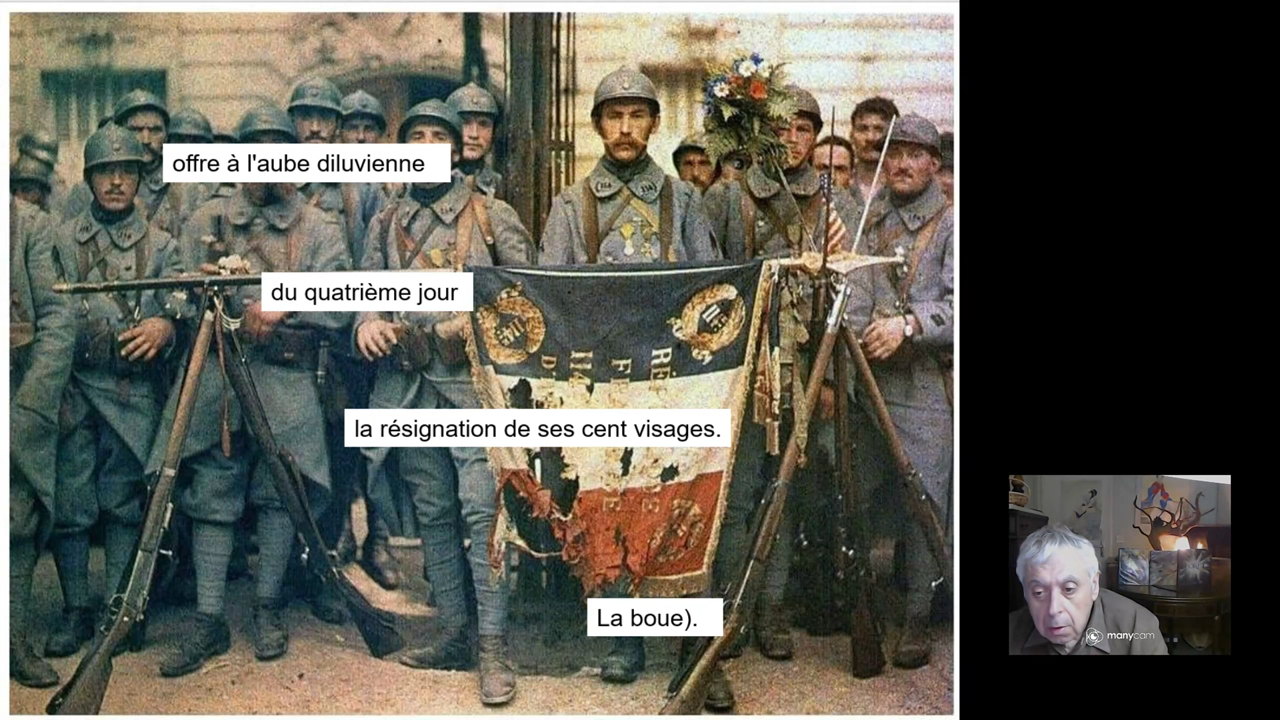 offre à l'aube diluvienne
du quatrième jour
la résignation de ses cent visages.
La boue).
manycam